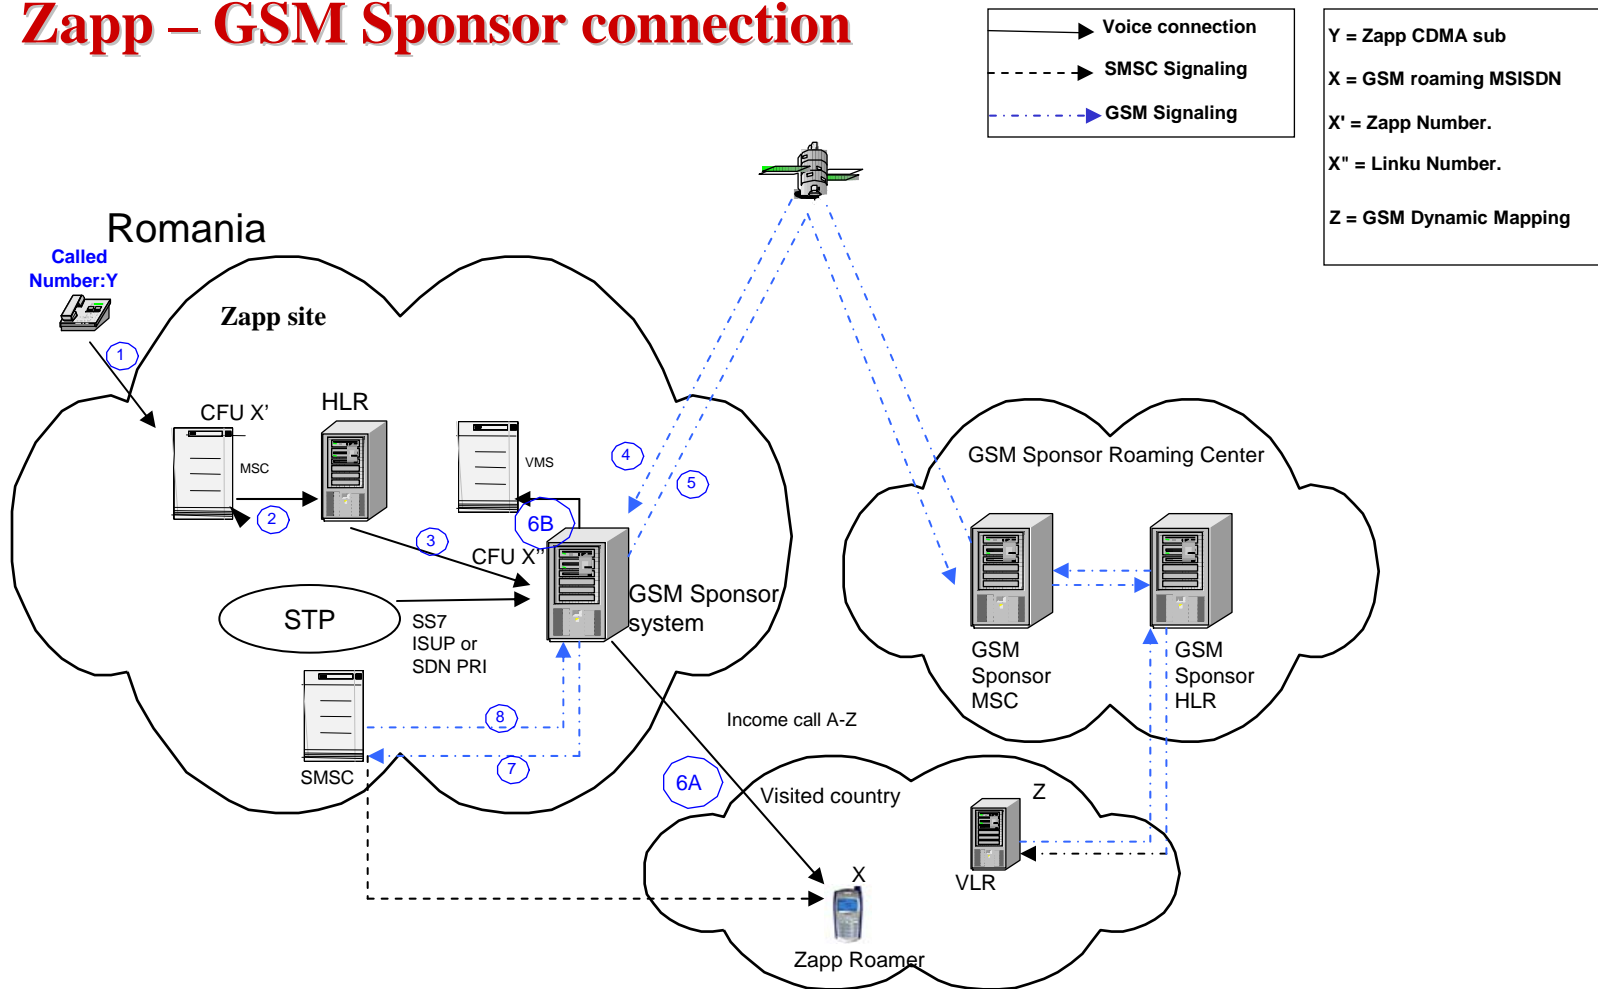 Zapp – GSM Sponsor connection
Voice connection
SMSC Signaling
GSM Signaling
Y = Zapp CDMA sub
X = GSM roaming MSISDN
X' = Zapp Number.
X" = Linku Number.
Z = GSM Dynamic Mapping
Romania
Called
Number:Y
Zapp site
1
CFU X'
HLR
MSC
VMS
2
3
6B
4
5
CFU X"
GSM Sponsor
system
STP
SS7
ISUP or
SDN PRI
8
7
SMSC
GSM Sponsor Roaming Center
GSM
Sponsor
MSC
GSM
Sponsor
HLR
Income call A-Z
6A
Visited country
Z
VLR
X
Zapp Roamer